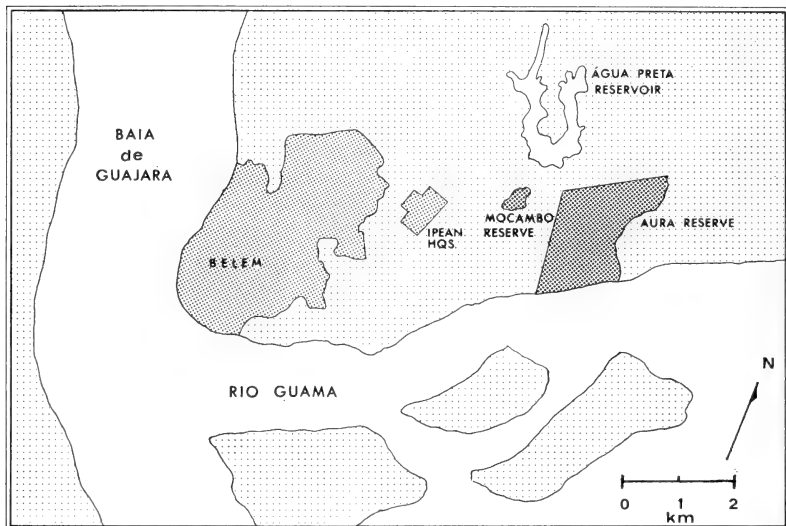 ÁGUA PRETA
RESERVOIR
BAIA
de
GUAJARA
MOCAMBO
RESERVE
IPEAN
HQS.
AURA RESERVE
BELEM
RIO GUAMA
N
0 1 2
km